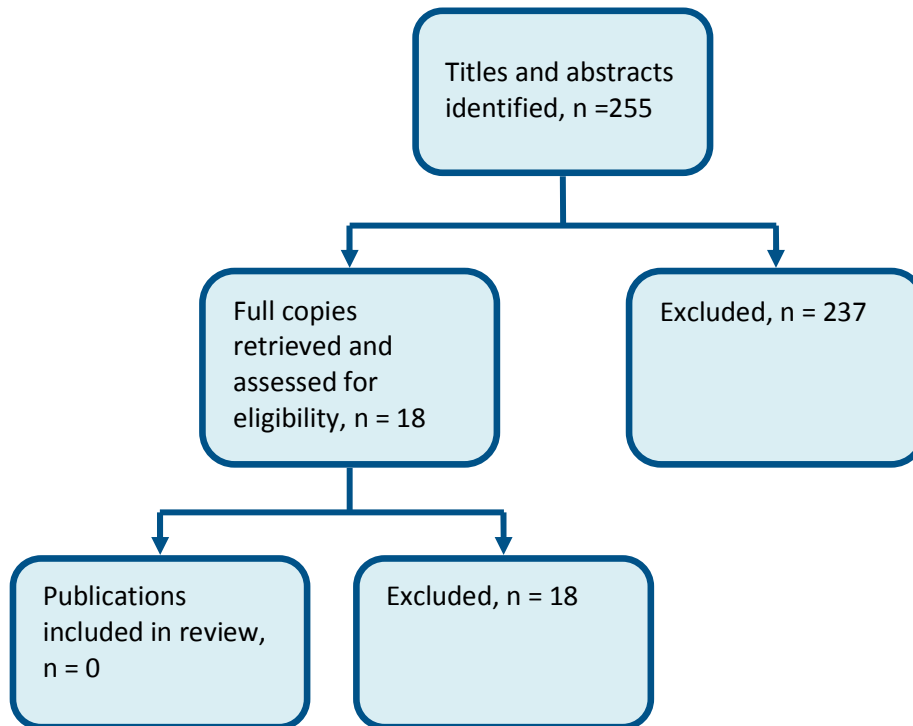 Titles and abstracts
identified, n =255
Full copies
retrieved and
assessed for
eligibility, n = 18
Excluded, n = 237
Publications
included in review,
n = 0
Excluded, n = 18